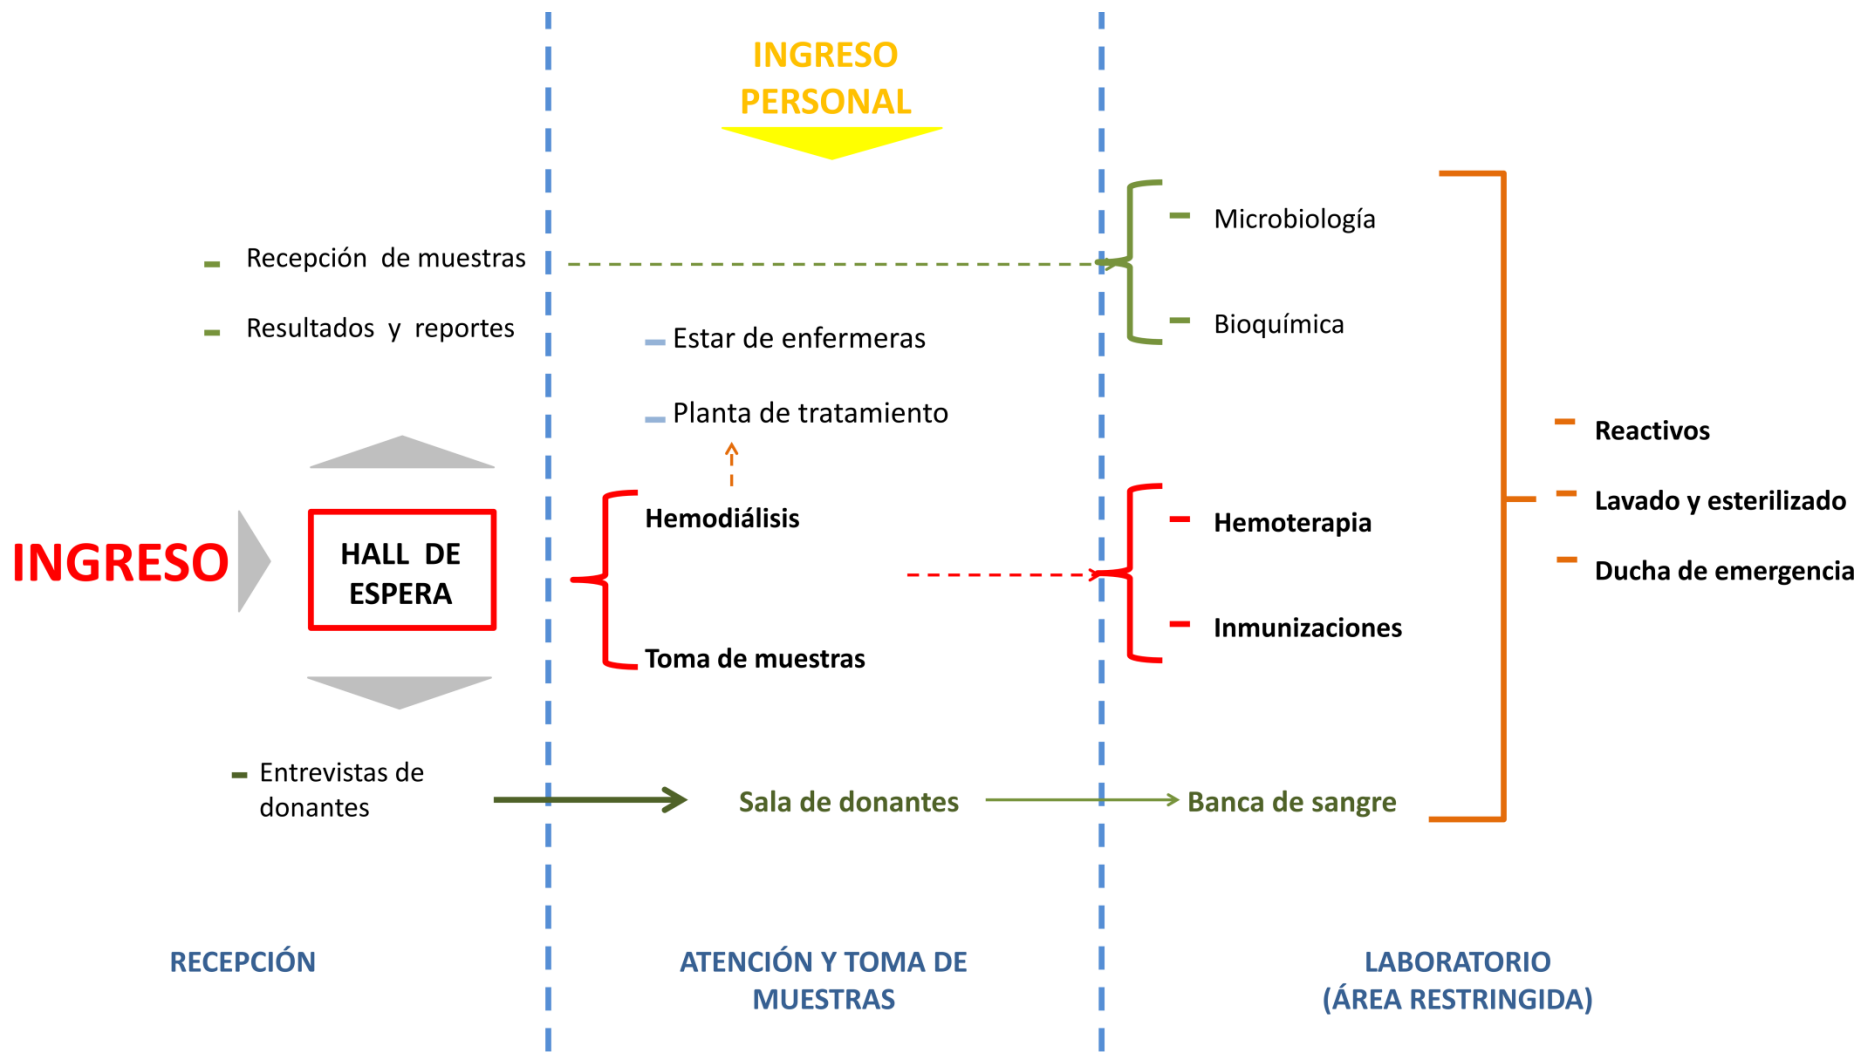 INGRESO
PERSONAL
Recepción de muestras
Resultados y reportes
INGRESO
HALL DE
ESPERA
Entrevistas de
donantes
RECEPCIÓN
Estar de enfermeras
Planta de tratamiento
Hemodiálisis
Toma de muestras
Sala de donantes
ATENCIÓN Y TOMA DE
MUESTRAS
Microbiología
Bioquímica
Hemoterapia
Inmunizaciones
Banca de sangre
Reactivos
Lavado y esterilizado
Ducha de emergencia
LABORATORIO
(ÁREA RESTRINGIDA)